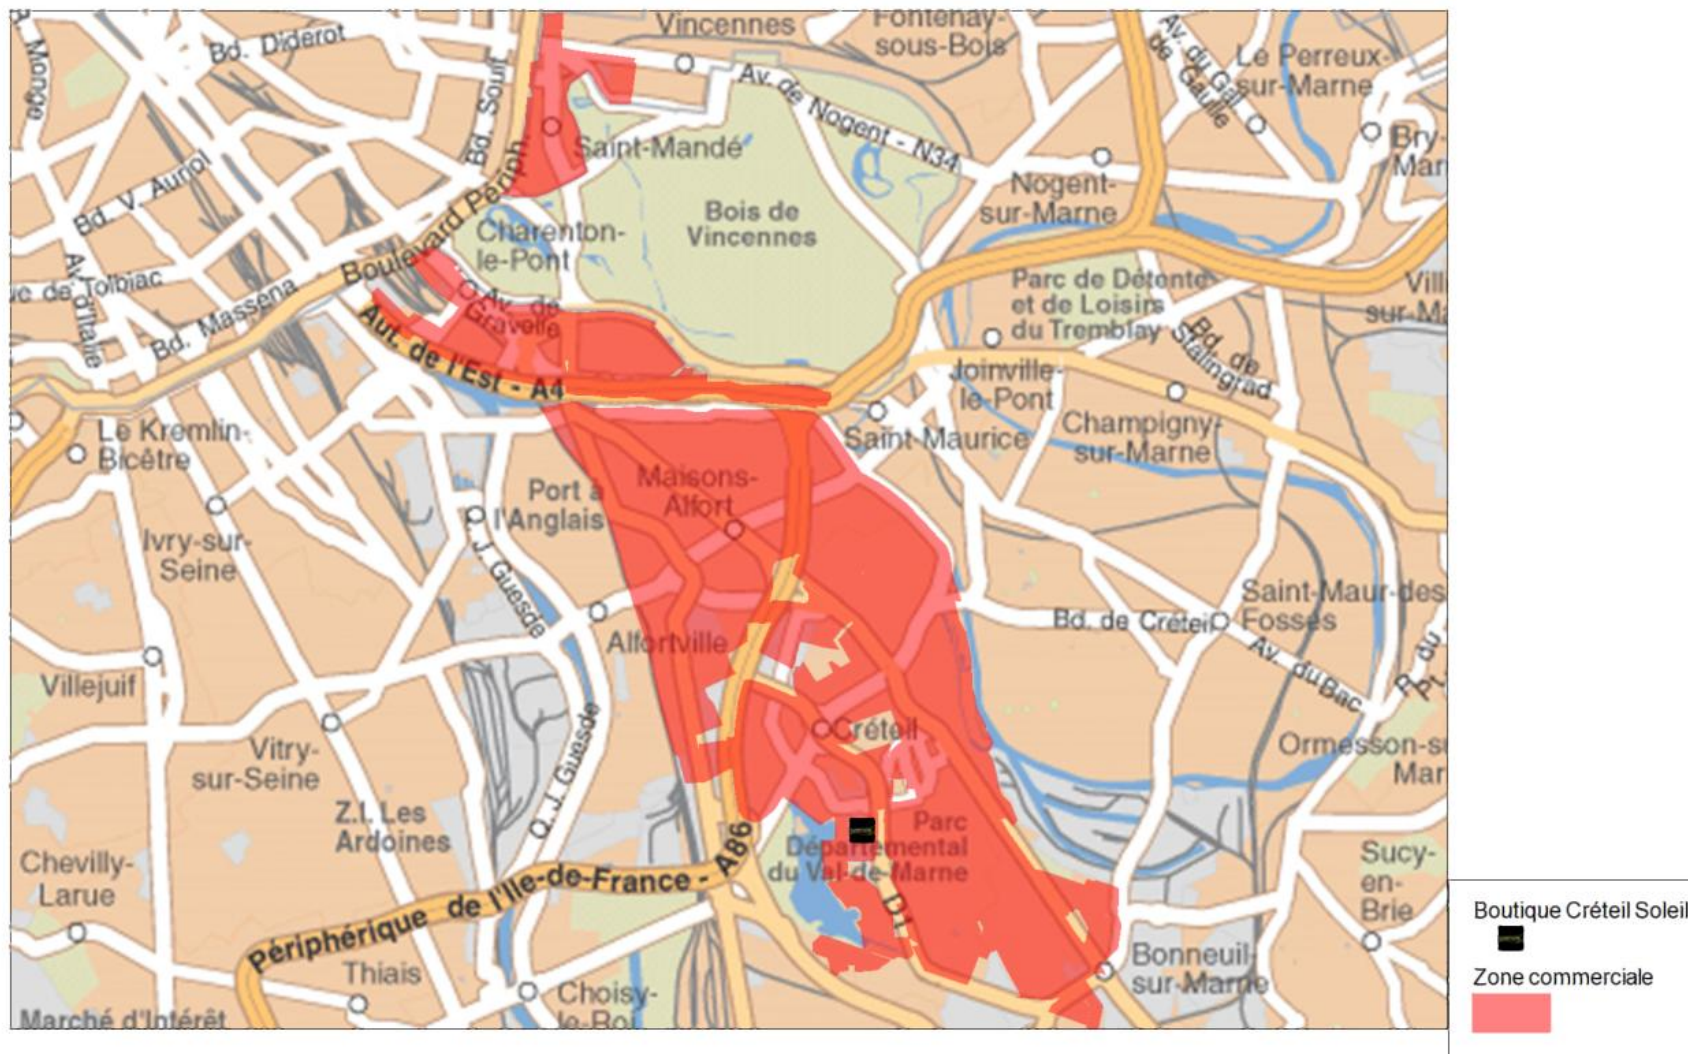 R. Monge
Bd. Diderot
Bd. Soult
Vincennes
Fontenay-
sous-Bois
Av. du Gal.
de Gaulle
Le Perreux-
sur-Marne
Bry-
Mar
Av. de Nogent - N34
Saint-Mandé
Bd. V. Auriol
Boulevard Périph.
Nogent-
sur-Marne
Bois de
Vincennes
Charenton-
le-Pont
Av. d'Italie
ve de Tolbiac
Bd. Massena
Av. de
Gravelle
Parc de Détente
et de Loisirs
du Tremblay
Vill
sur-Ma
Bd. de
Stalingrad
Aut. de l'Est - A4
Joinville-
le-Pont
Saint-Maurice
Champigny-
sur-Marne
Le Kremlin-
Bicêtre
Maisons-
Alfort
Port à
l'Anglais
Ivry-sur-
Seine
Q. J. Guesde
Saint-Maur-des
Fossés
Bd. de Créteil
Av. du Bac
R. du
Pt.
Alfortville
Villejuif
Créteil
Vitry-
sur-Seine
Q. J. Guesde
Ormesson-su
Mar
Z.I. Les
Ardoines
Parc
Départemental
du Val-de-Marne
Chevilly-
Larue
Périphérique de l'Ile-de-France - A86
D1
Sucy-
en-
Brie
Thiais
Choisy-
le-Roi
Bonneuil-
sur-Marne
Marché d'Intérêt
Boutique Créteil Soleil
Zone commerciale